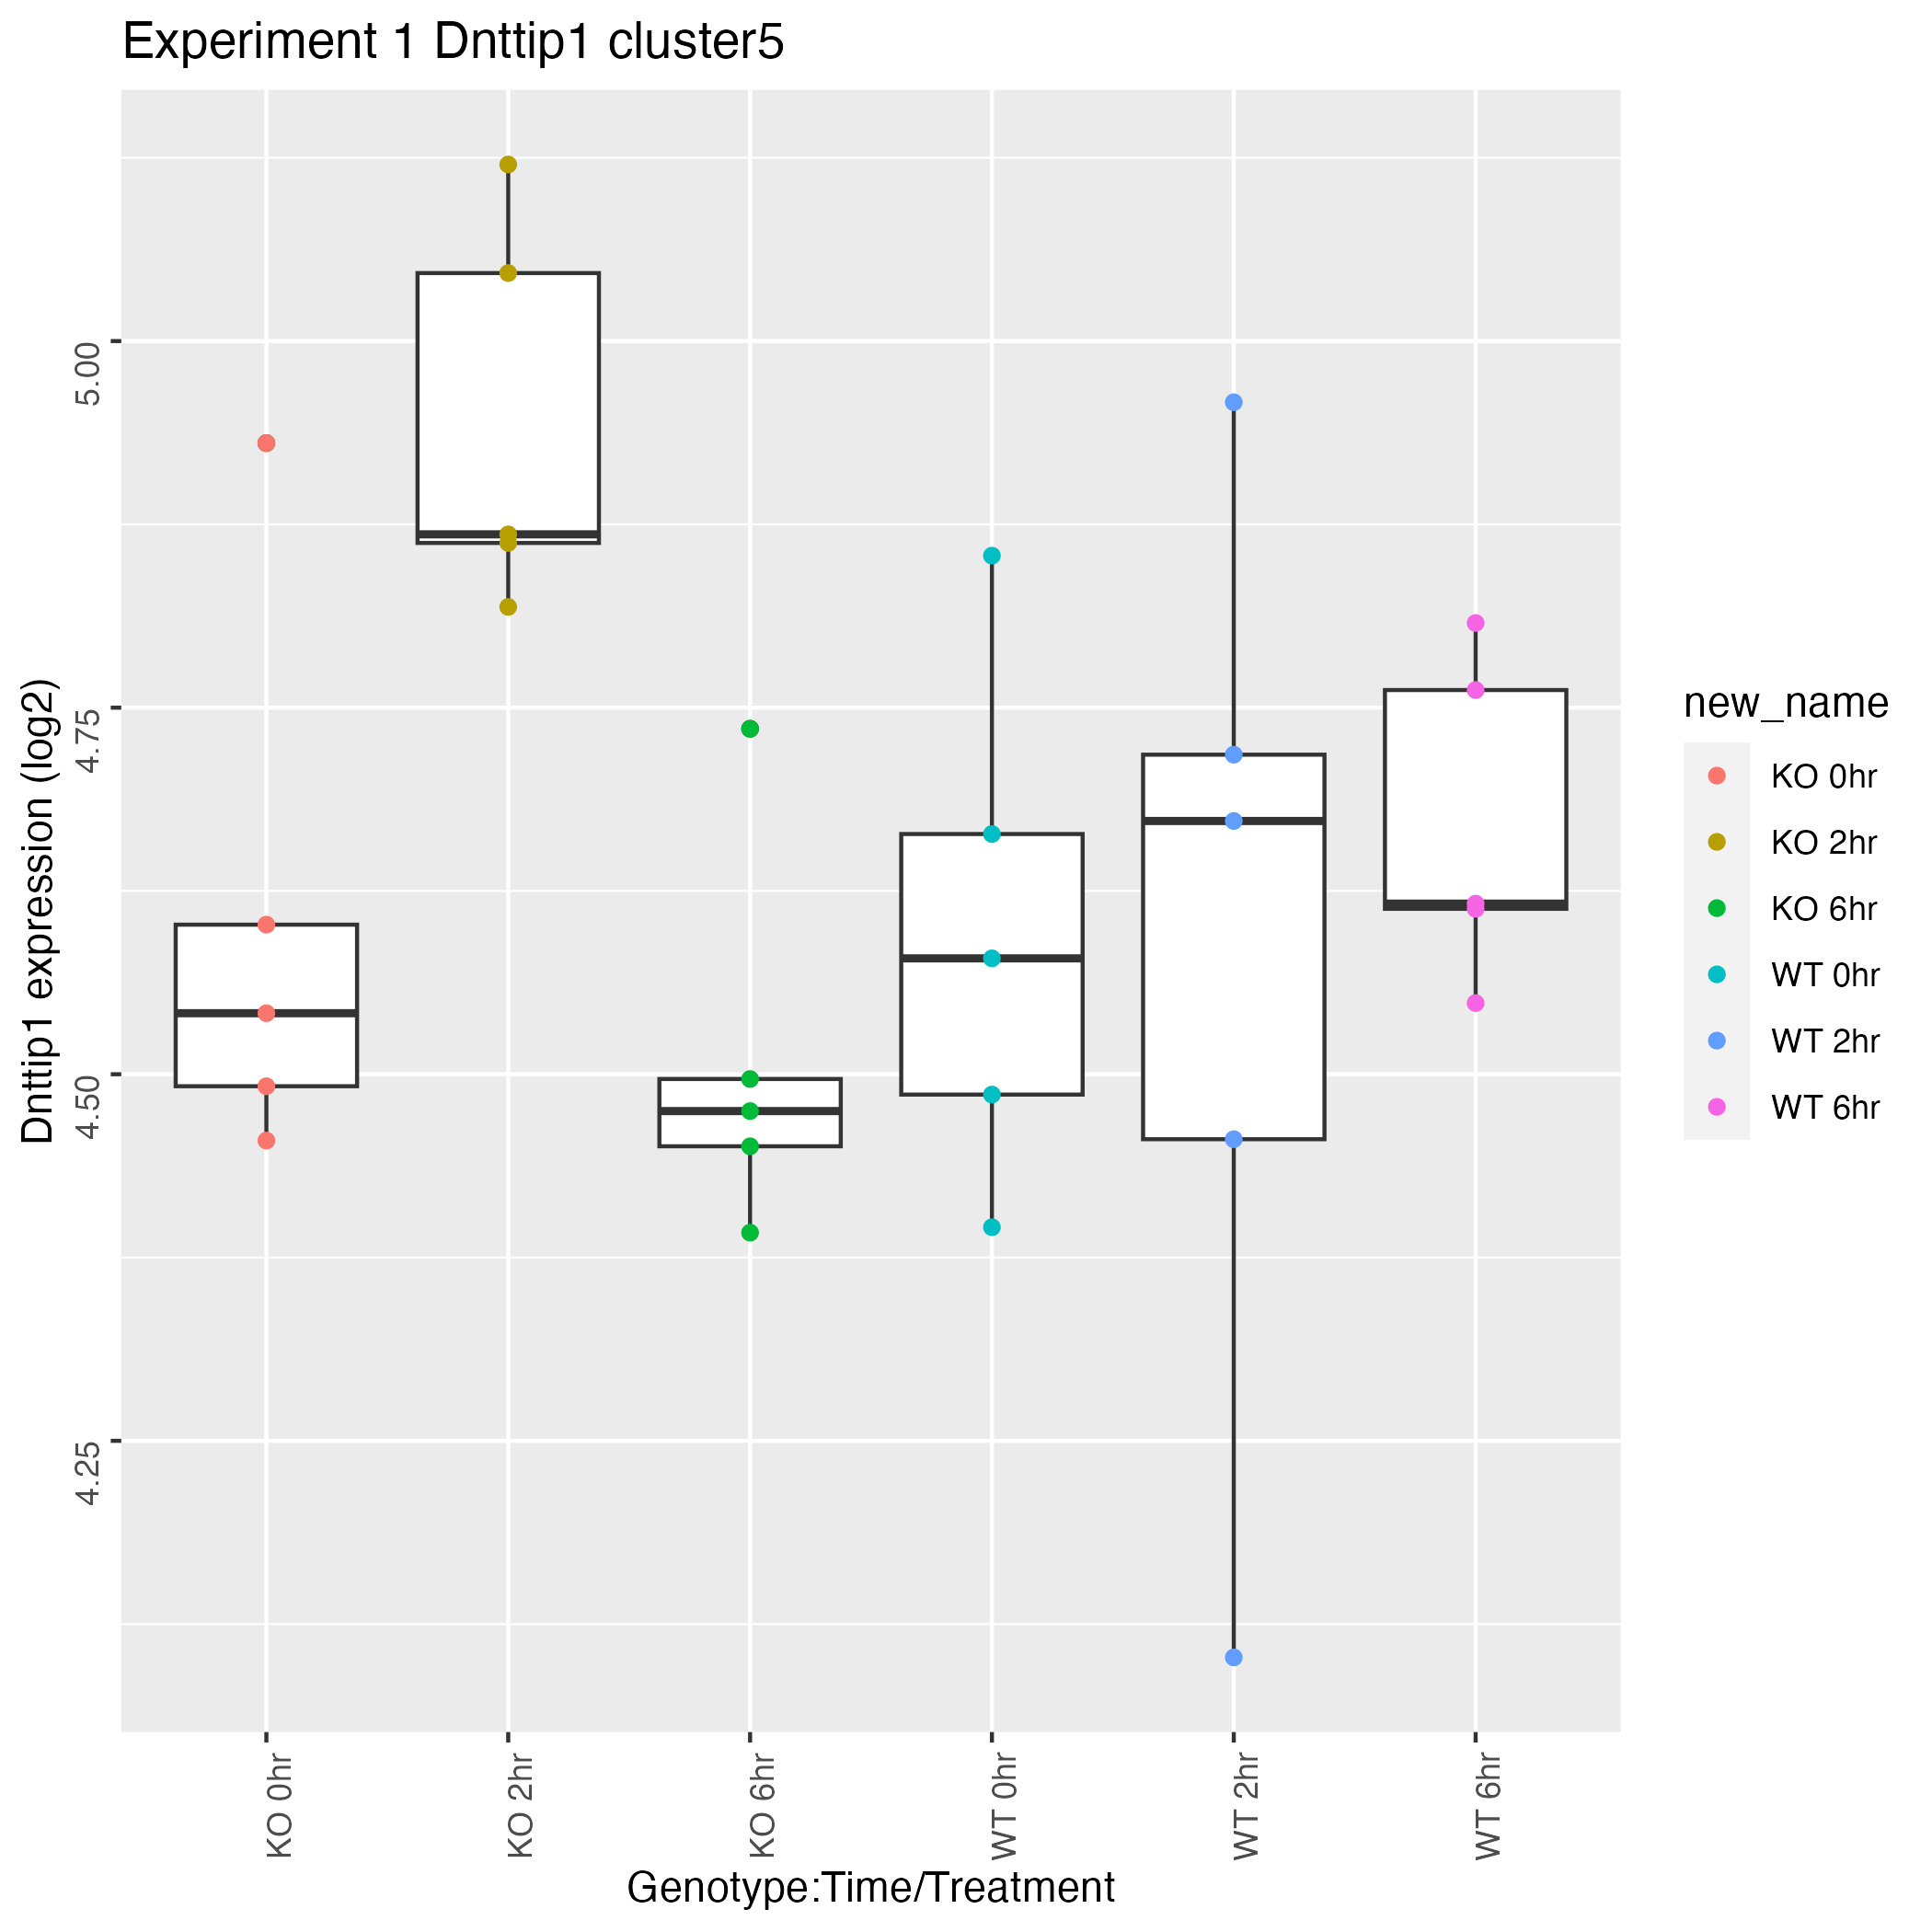 Experiment 1 Dnttip1 cluster5
Dnttip1 expression (log2)
5.00
4.75
4.50
4.25
KO 0hr
KO 2hr
KO 6hr
WT 0hr
WT 2hr
WT 6hr
Genotype:Time/Treatment
new_name
KO 0hr
KO 2hr
KO 6hr
WT 0hr
WT 2hr
WT 6hr